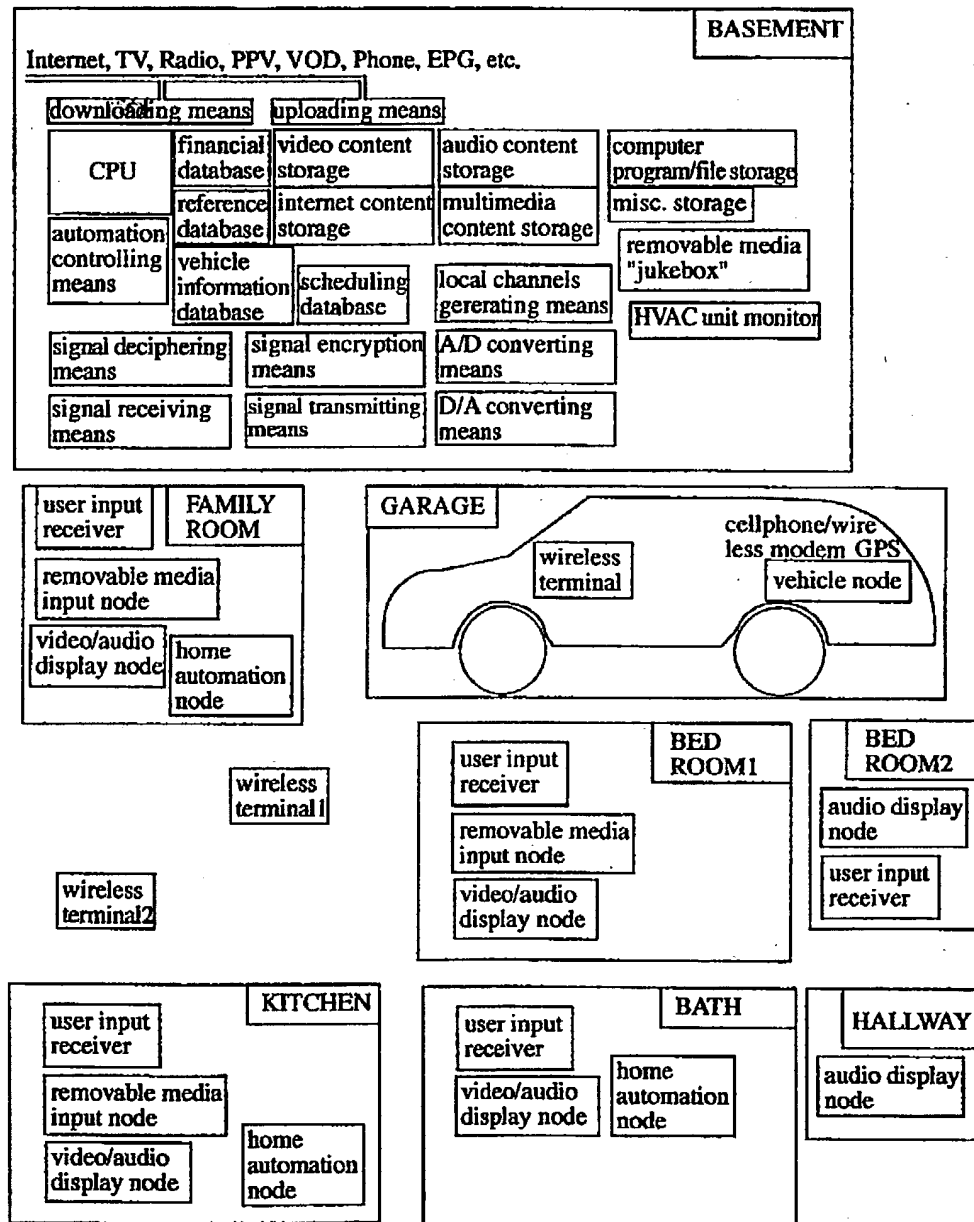 BASEMENT
Internet, TV, Radio, PPV, VOD, Phone, EPG, etc.
downloading means
uploading means
CPU
financial
database
video content
storage
audio content
storage
computer
program/file storage
reference
database
internet content
storage
multimedia
content storage
misc. storage
automation
controlling
means
vehicle
information
database
scheduling
database
local channels
gererating means
removable media
"jukebox"
HVAC unit monitor
signal deciphering
means
signal encryption
means
A/D converting
means
signal receiving
means
signal transmitting
means
D/A converting
means
user input
receiver
FAMILY
ROOM
removable media
input node
video/audio
display node
home
automation
node
GARAGE
wireless
terminal
cellphone/wire
less modem GPS
vehicle node
wireless
terminal1
wireless
terminal2
BED
ROOM1
user input
receiver
removable media
input node
video/audio
display node
BED
ROOM2
audio display
node
user input
receiver
KITCHEN
user input
receiver
removable media
input node
video/audio
display node
home
automation
node
BATH
user input
receiver
video/audio
display node
home
automation
node
HALLWAY
audio display
node